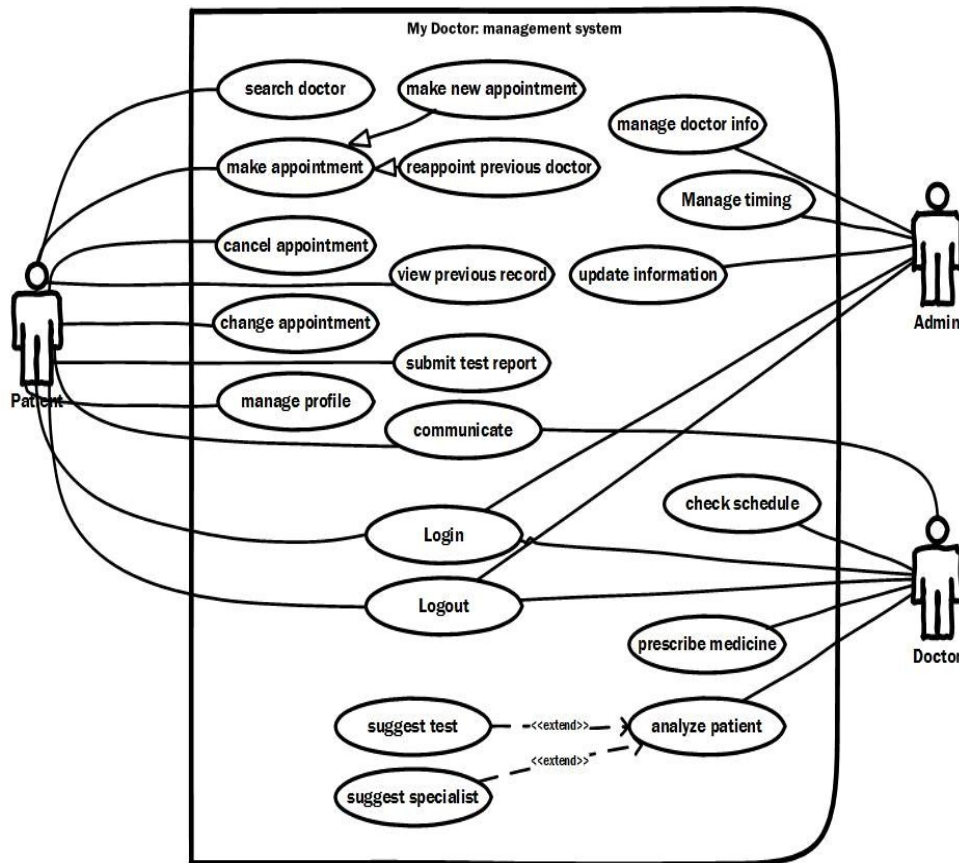 My Doctor: management system
search doctor
make new appointment
manage doctor info
make appointment
reappoint previous doctor
Manage timing
cancel appointment
view previous record
update information
change appointment
Admin
submit test report
Patient
manage profile
communicate
check schedule
Login
Logout
prescribe medicine
Doctor
suggest test
<<extend>>
analyze patient
<<extend>>
suggest specialist